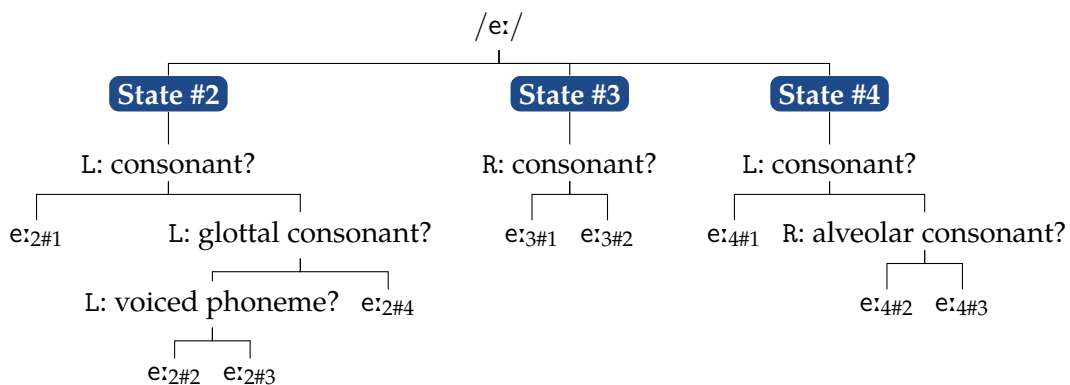 /eː/
State #2 State #3 State #4
L: consonant? R: consonant? L: consonant?
eː2#1 L: glottal consonant? eː3#1 eː3#2 eː4#1 R: alveolar consonant?
L: voiced phoneme? eː2#4 eː4#2 eː4#3
eː2#2 eː2#3